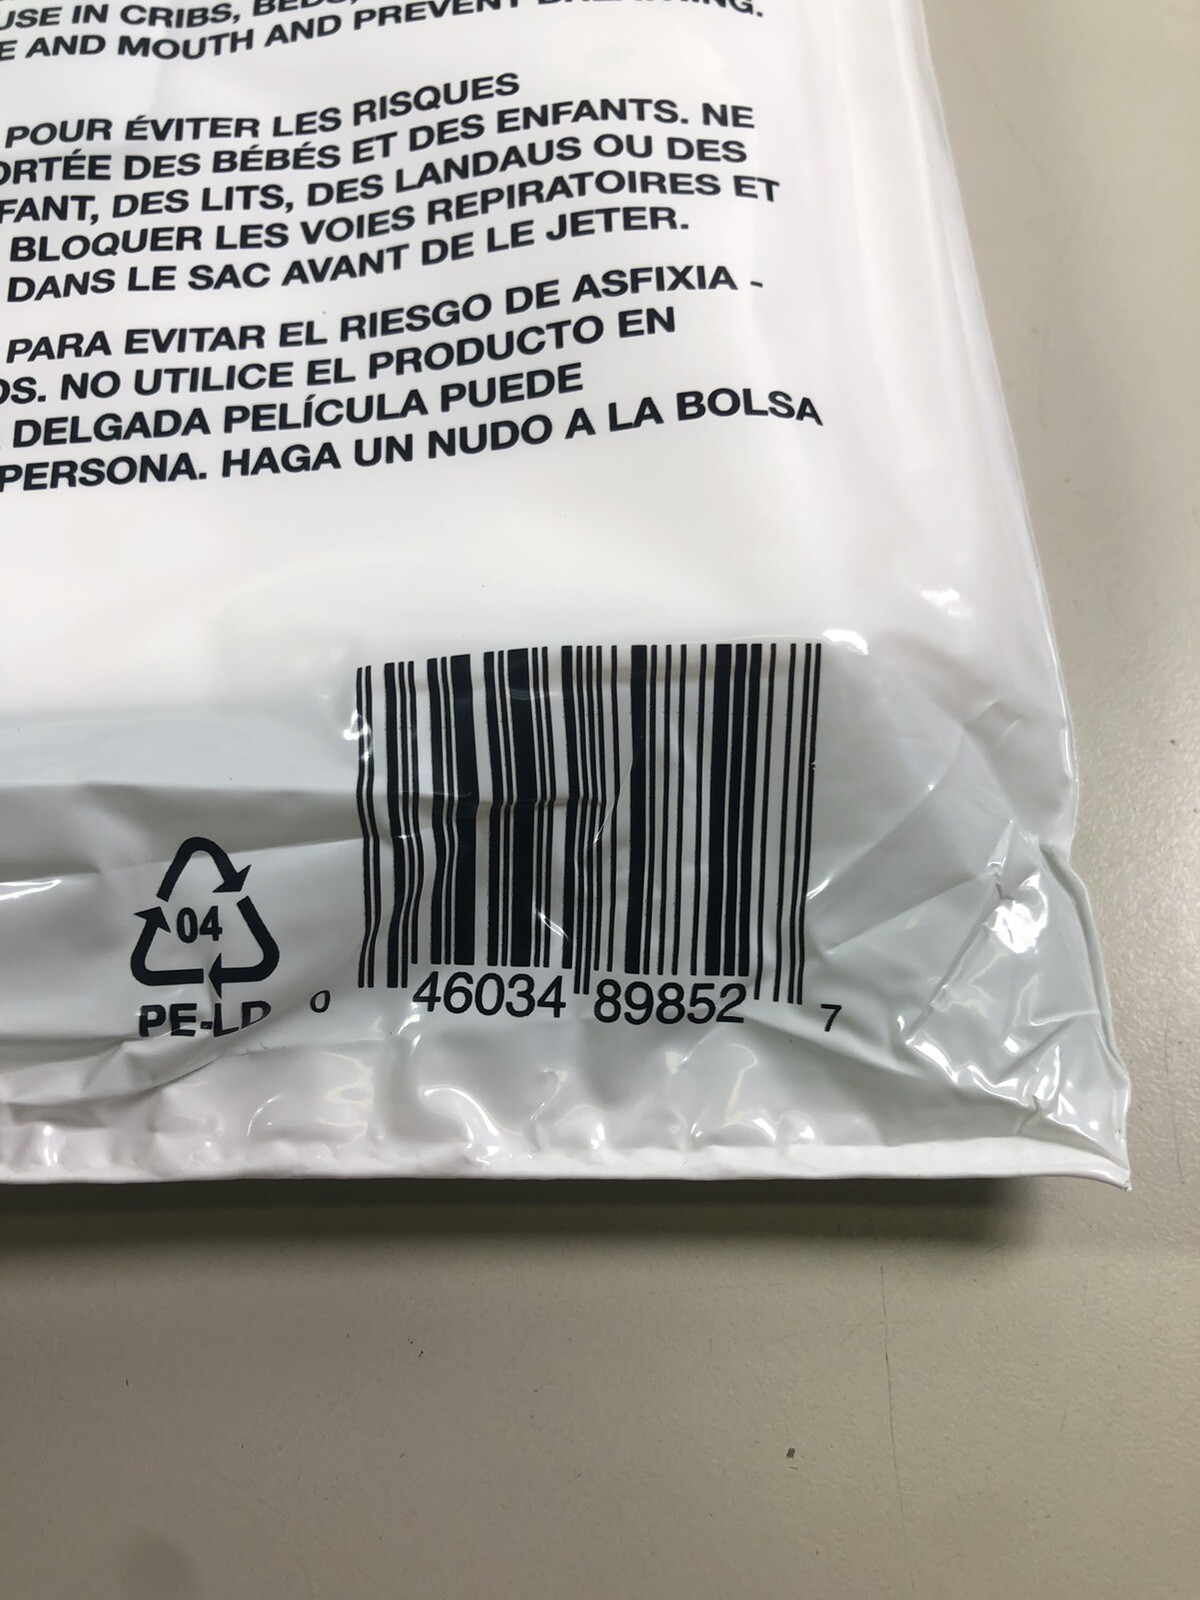 USE IN CRIBS, BEDS,
E AND MOUTH AND PREVENT BREATHING.
POUR ÉVITER LES RISQUES
ORTÉE DES BÉBÉS ET DES ENFANTS. NE
FANT, DES LITS, DES LANDAUS OU DES
BLOQUER LES VOIES REPIRATOIRES ET
DANS LE SAC AVANT DE LE JETER.
PARA EVITAR EL RIESGO DE ASFIXIA -
OS. NO UTILICE EL PRODUCTO EN
DELGADA PELÍCULA PUEDE
PERSONA. HAGA UN NUDO A LA BOLSA
04
PE-LD
0 46034 89852 7